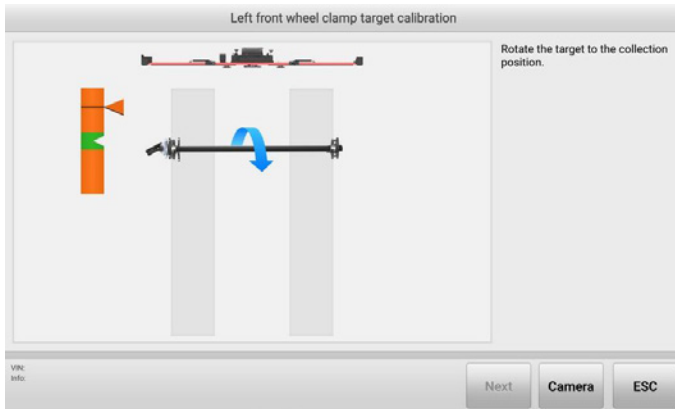 Left front wheel clamp target calibration
Rotate the target to the collection
position.
VIN:
Info:
Next
Camera
ESC